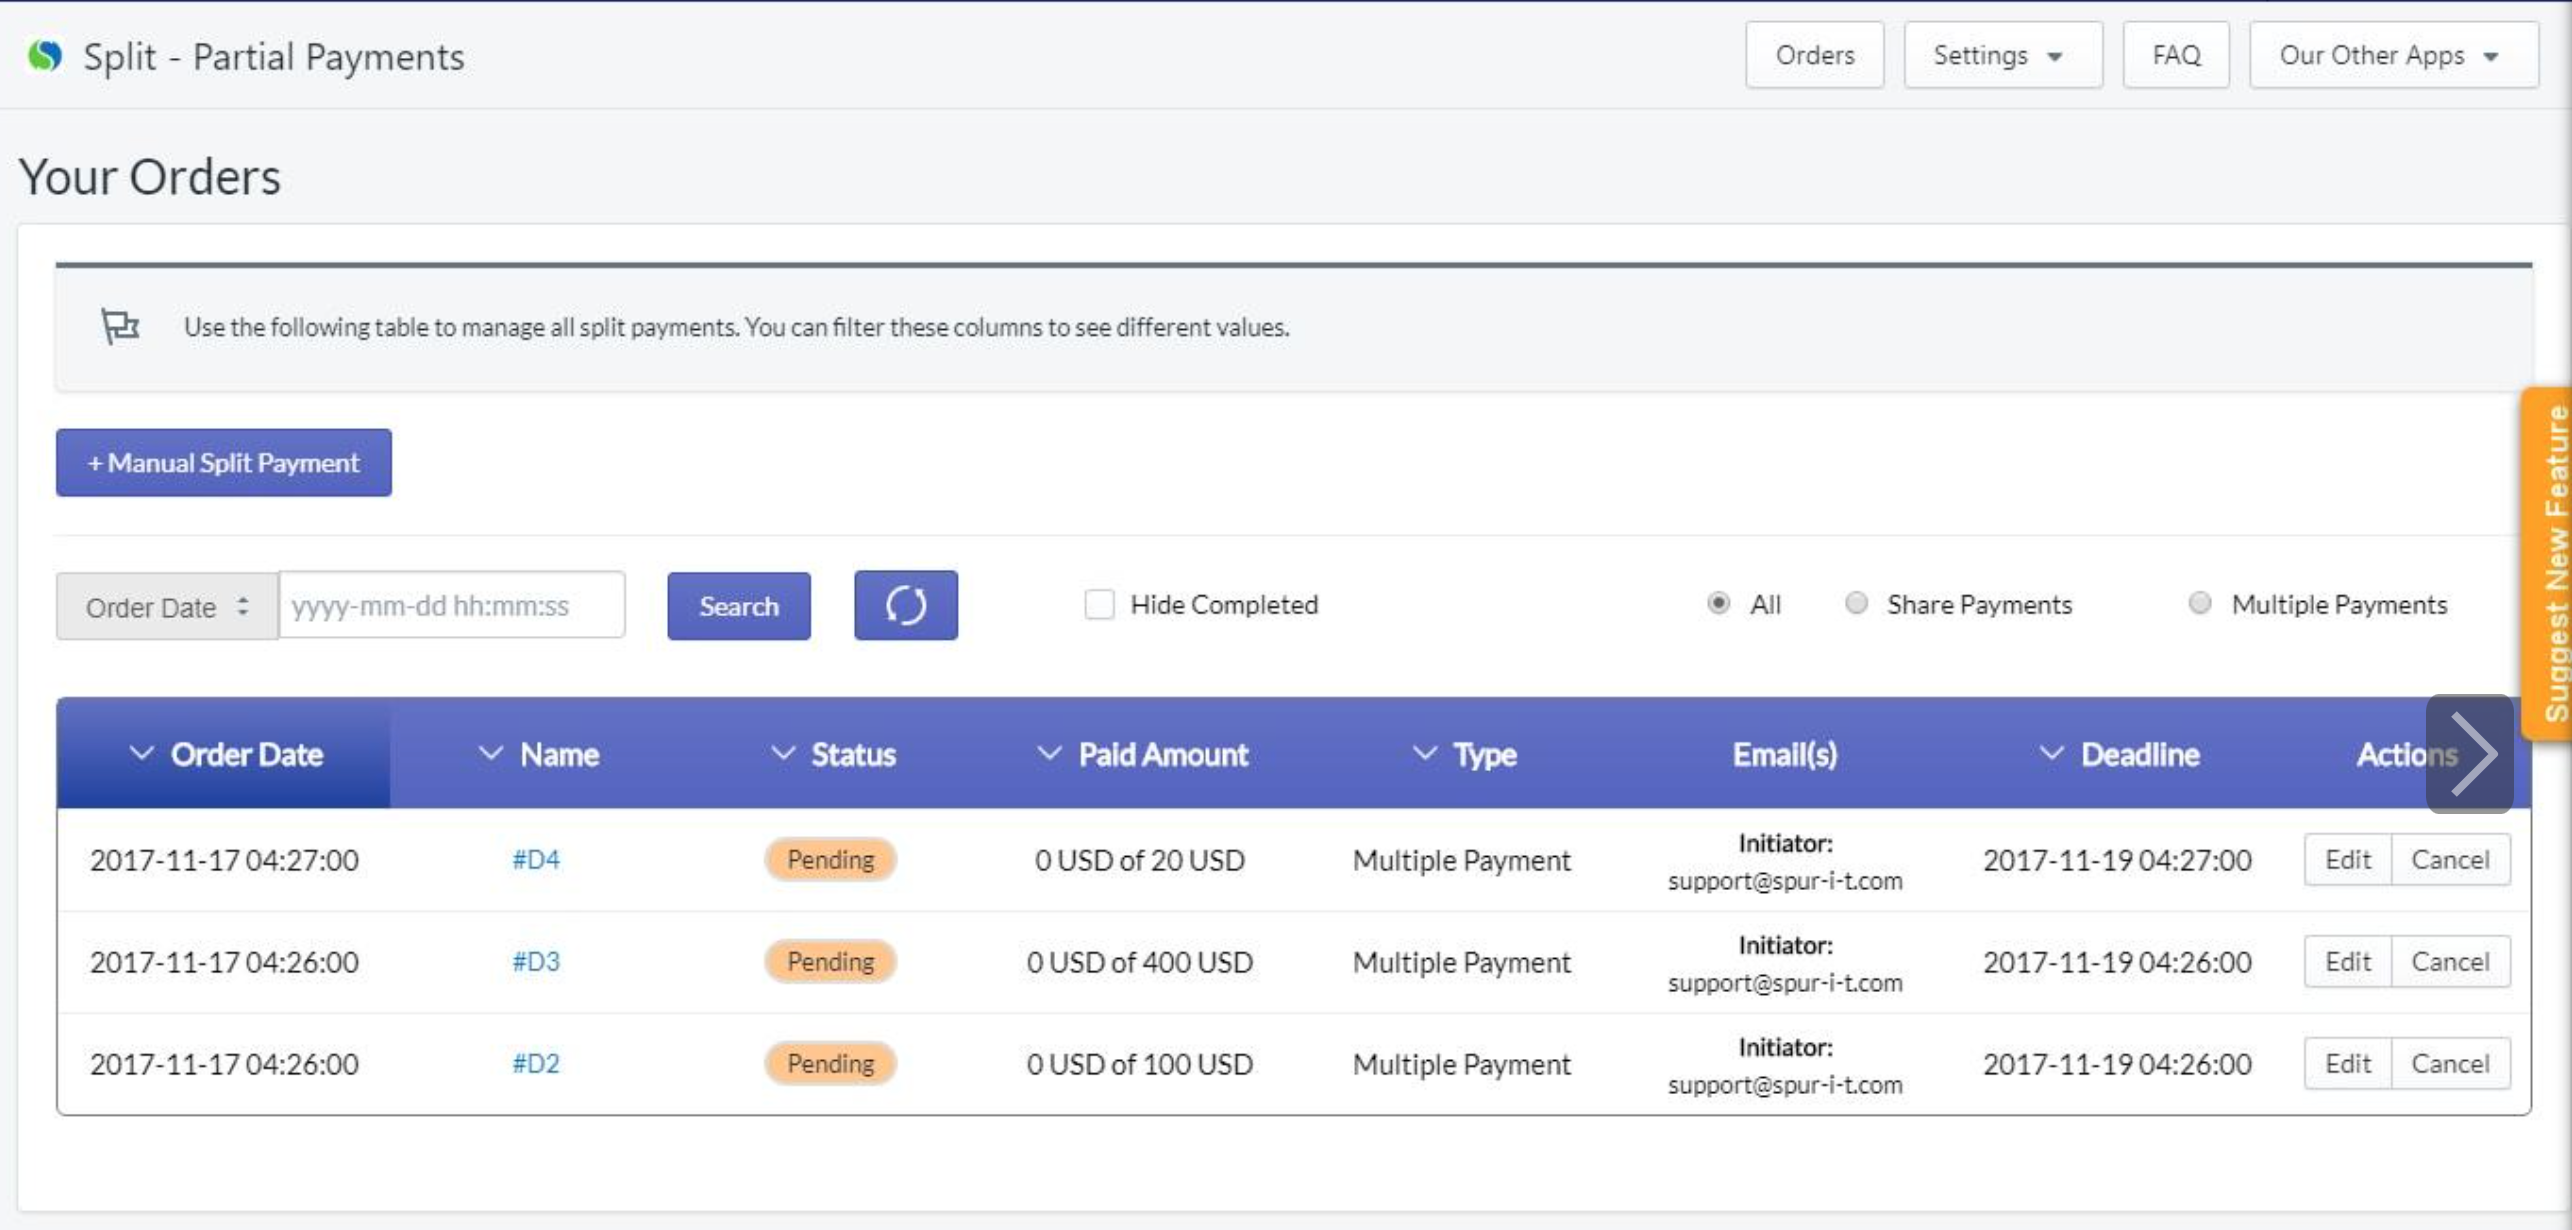 Split - Partial Payments
Orders
Settings
FAQ
Our Other Apps
Your Orders
Use the following table to manage all split payments. You can filter these columns to see different values.
+ Manual Split Payment
Order Date
yyyy-mm-dd hh:mm:ss
Search
Hide Completed
All
Share Payments
Multiple Payments
Suggest New Feature
Order Date Name Status Paid Amount Type Email(s) Deadline Actions
2017-11-17 04:27:00 #D4 Pending 0 USD of 20 USD Multiple Payment Initiator: support@spur-i-t.com 2017-11-19 04:27:00 Edit Cancel
2017-11-17 04:26:00 #D3 Pending 0 USD of 400 USD Multiple Payment Initiator: support@spur-i-t.com 2017-11-19 04:26:00 Edit Cancel
2017-11-17 04:26:00 #D2 Pending 0 USD of 100 USD Multiple Payment Initiator: support@spur-i-t.com 2017-11-19 04:26:00 Edit Cancel